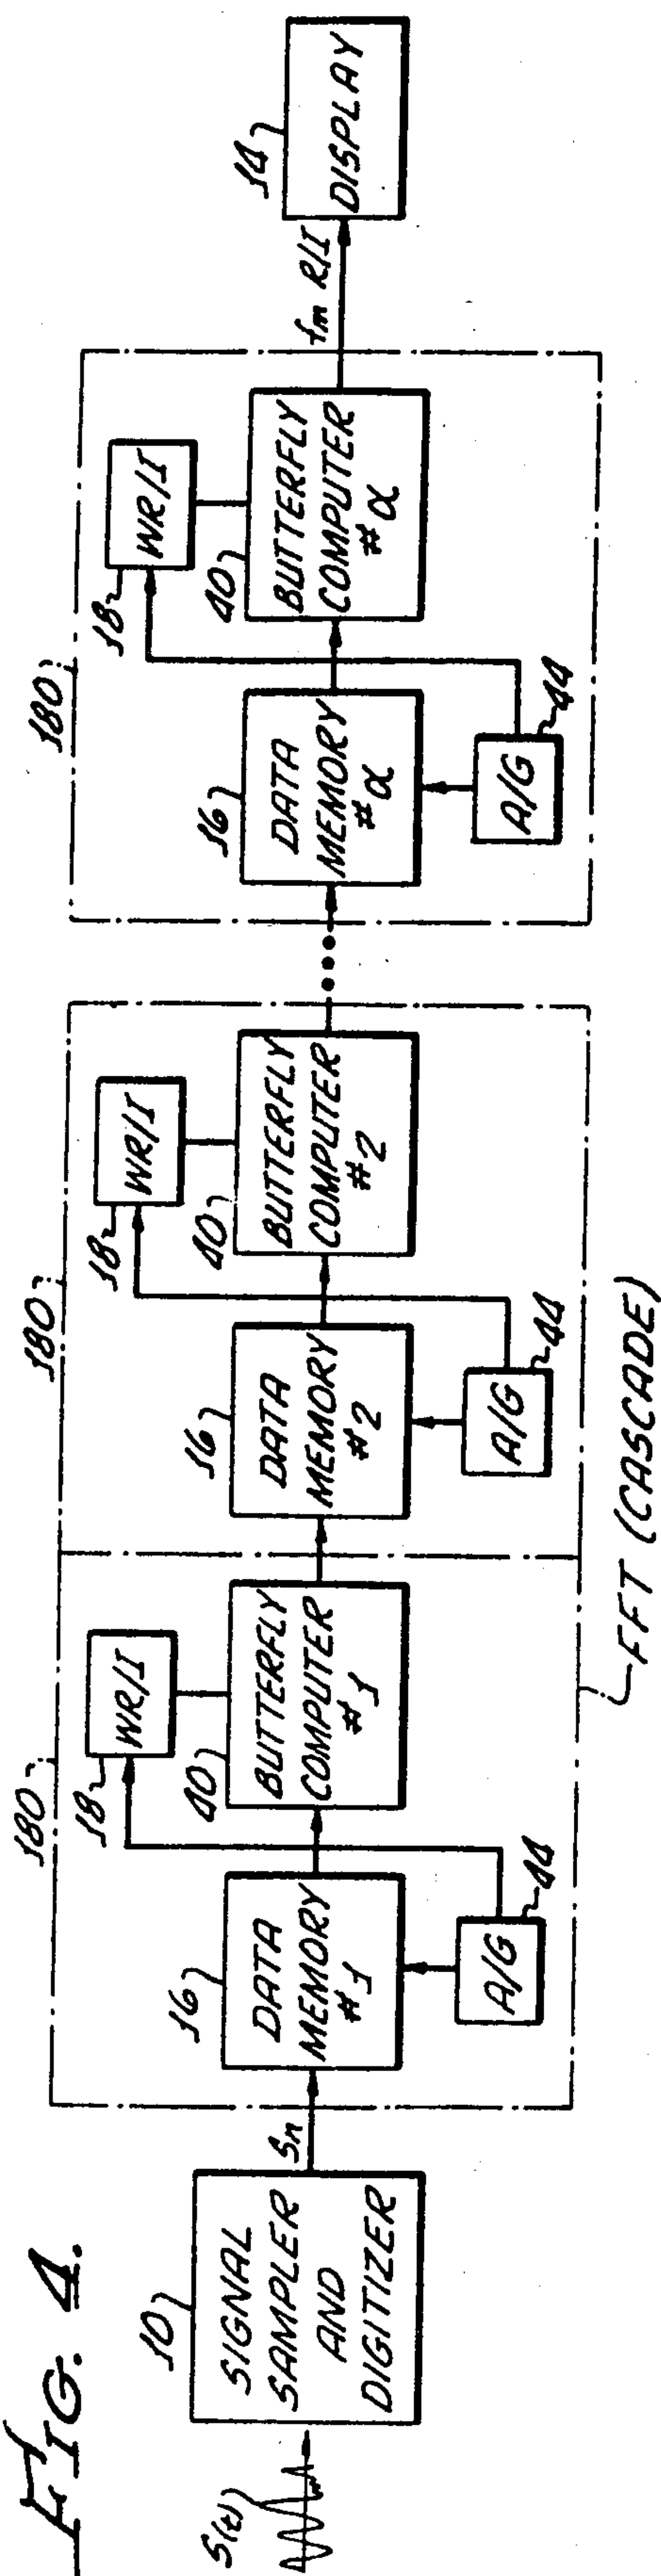 FIG. 4.
S(t)
10
SIGNAL
SAMPLER
AND
DIGITIZER
Sn
180
18
WR/I
16
DATA
MEMORY
#1
40
BUTTERFLY
COMPUTER
#1
A/G
44
180
18
WR/I
16
DATA
MEMORY
#2
40
BUTTERFLY
COMPUTER
#2
A/G
44
FFT (CASCADE)
180
18
WR/I
16
DATA
MEMORY
#α
40
BUTTERFLY
COMPUTER
#α
A/G
44
fm R/I
14
DISPLAY